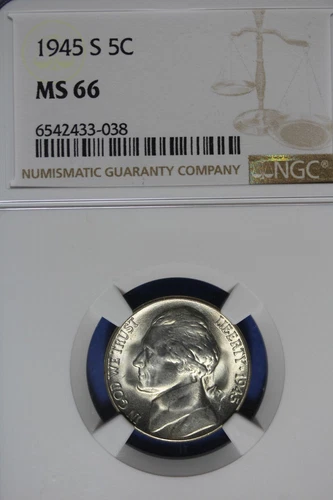 1945 S 5C
MS 66
6542433-038
NUMISMATIC GUARANTY COMPANY
NGC
IN GOD WE TRUST
LIBERTY 1945